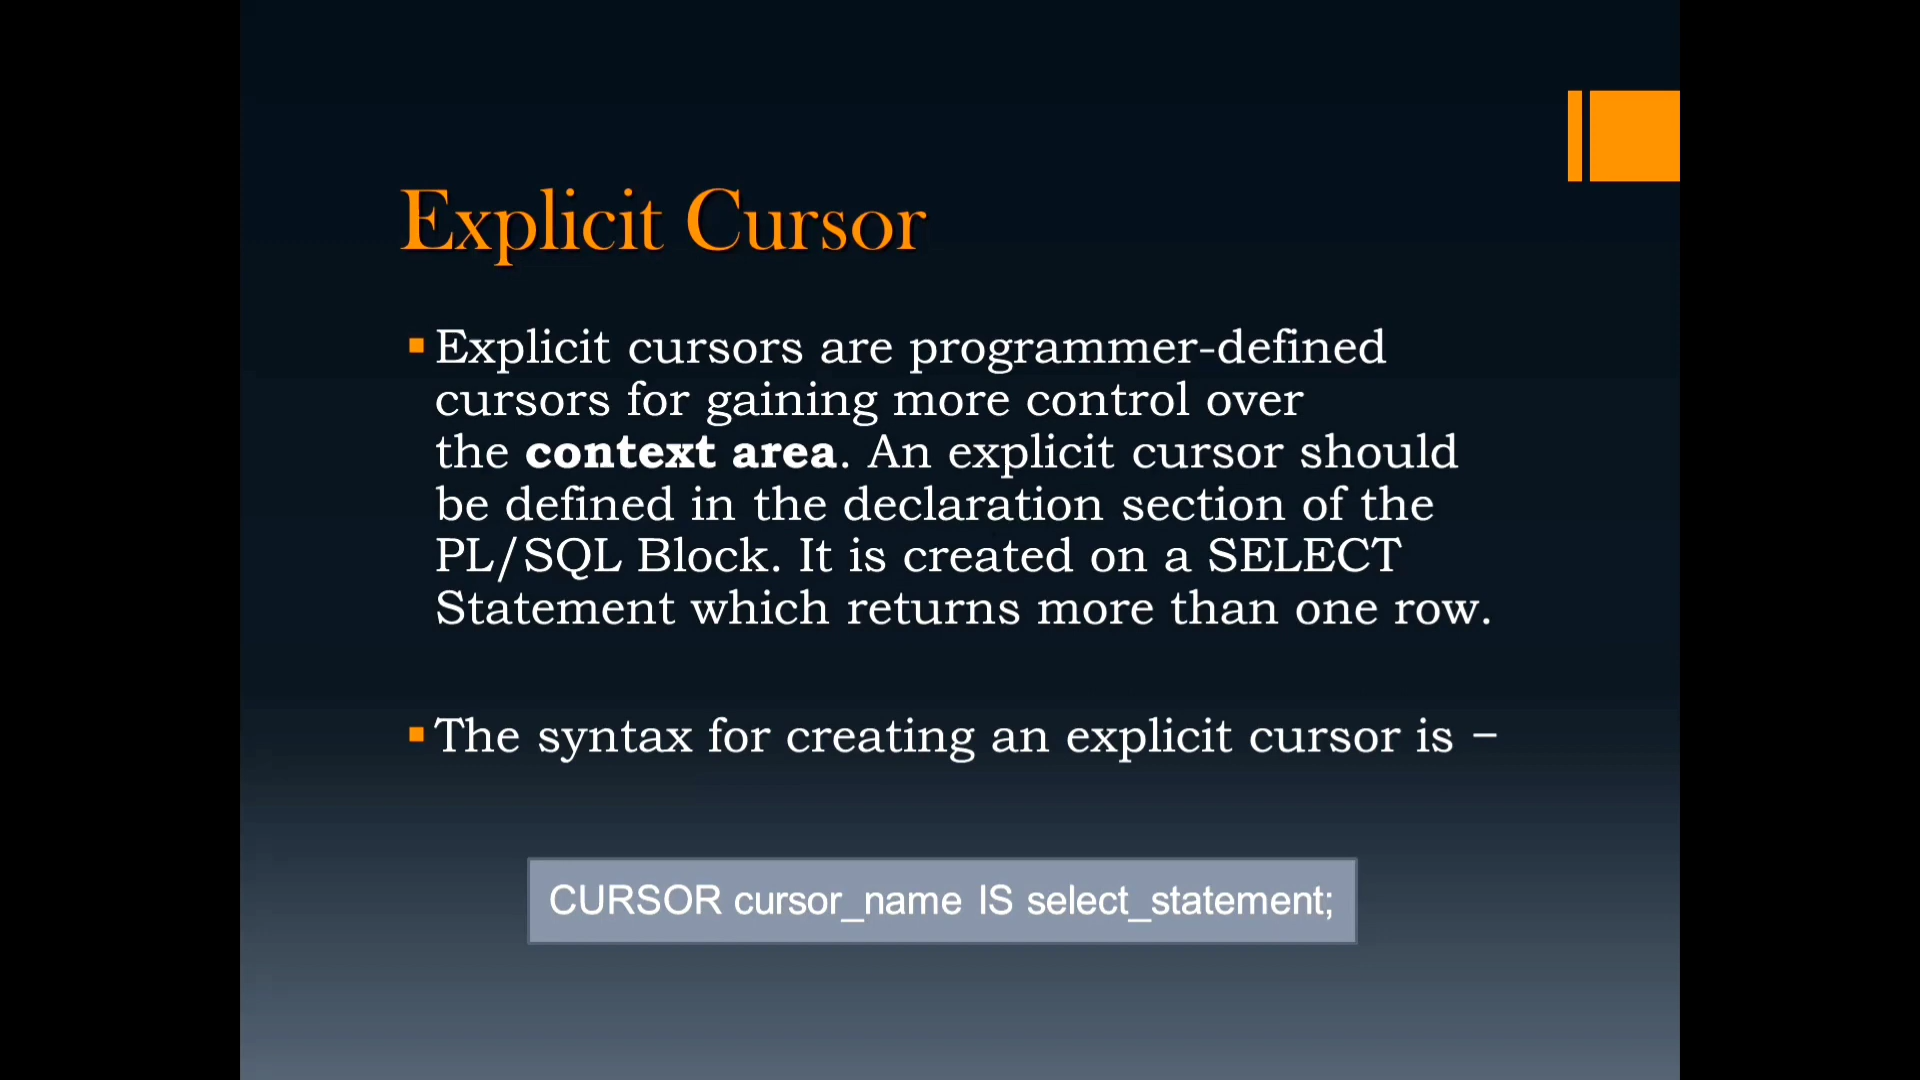 Explicit Cursor
Explicit cursors are programmer-defined
cursors for gaining more control over
the context area. An explicit cursor should
be defined in the declaration section of the
PL/SQL Block. It is created on a SELECT
Statement which returns more than one row.
The syntax for creating an explicit cursor is −
CURSOR cursor_name IS select_statement;